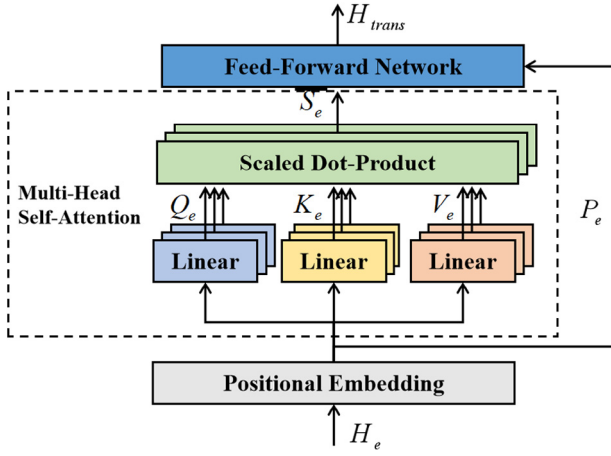 H_trans
Feed-Forward Network
S_e
Scaled Dot-Product
Multi-Head
Self-Attention
Q_e K_e V_e P_e
Linear Linear Linear
Positional Embedding
H_e